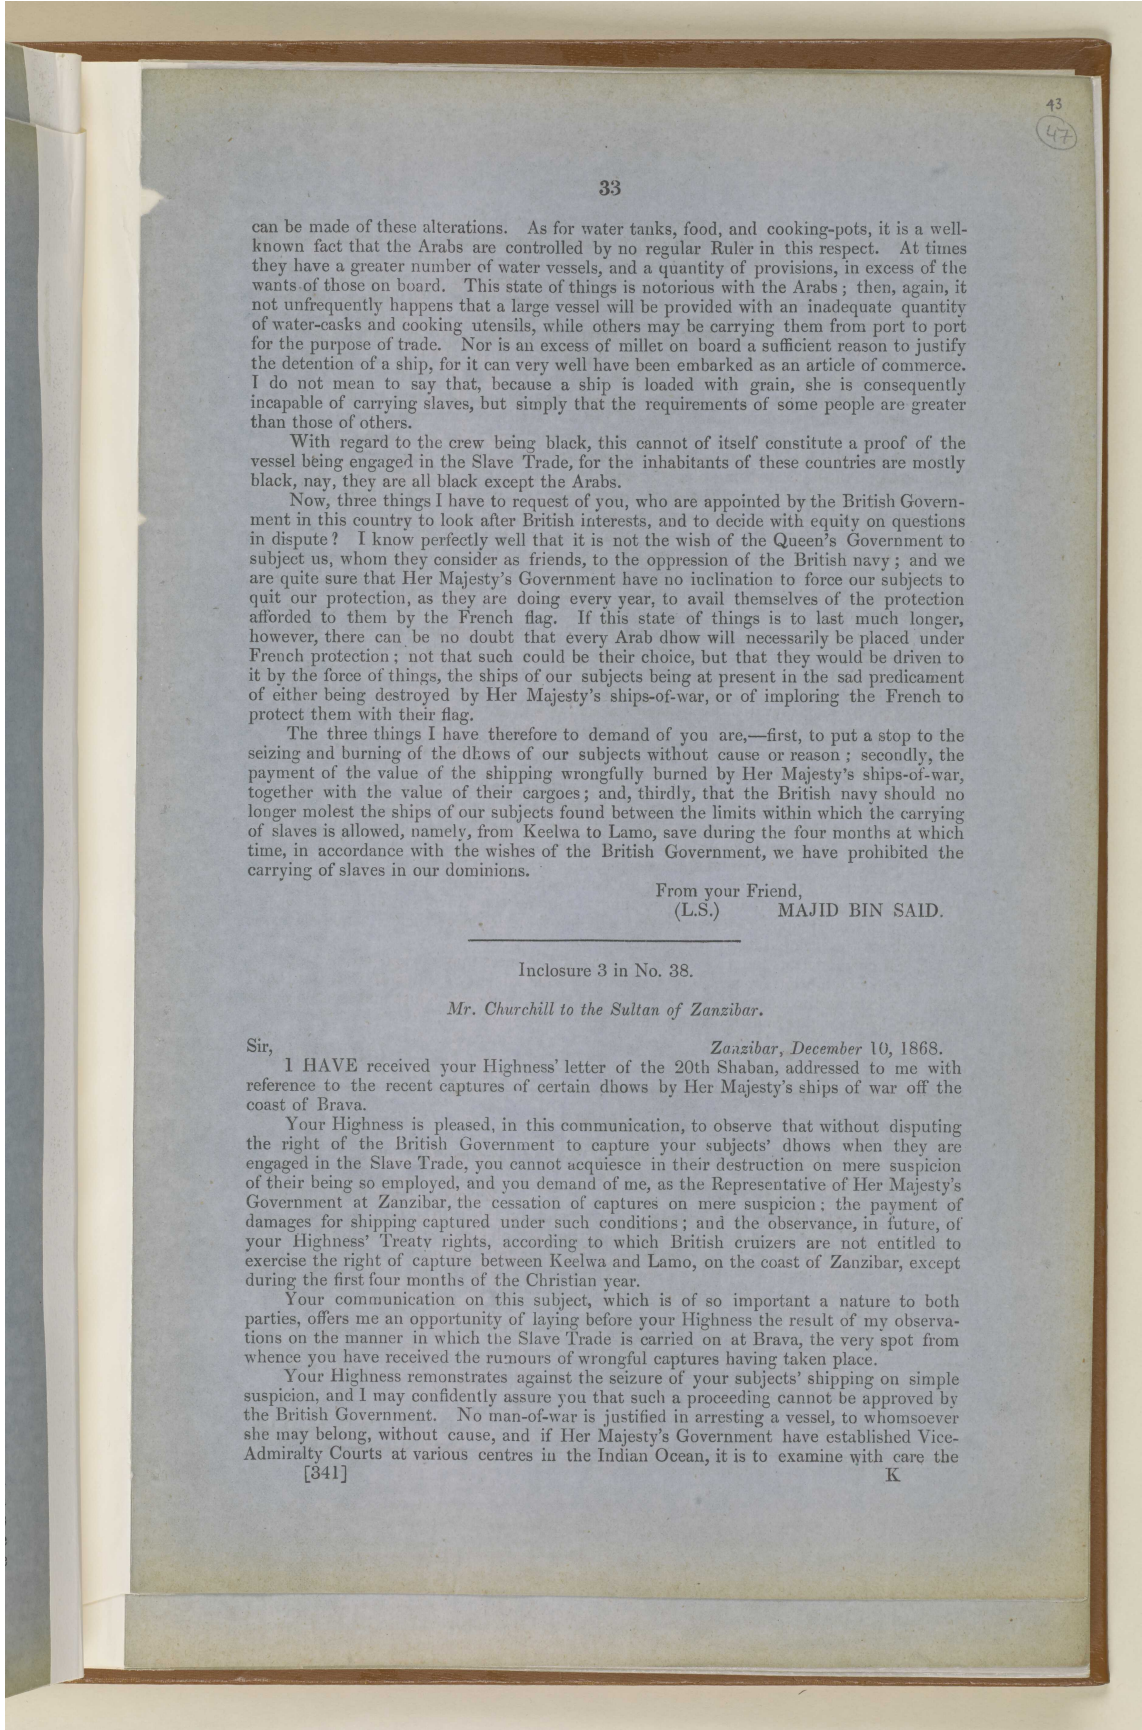 43
47
33
can be made of these alterations. As for water tanks, food, and cooking-pots, it is a well-
known fact that the Arabs are controlled by no regular Ruler in this respect. At times
they have a greater number of water vessels, and a quantity of provisions, in excess of the
wants of those on board. This state of things is notorious with the Arabs; then, again, it
not unfrequently happens that a large vessel will be provided with an inadequate quantity
of water-casks and cooking utensils, while others may be carrying them from port to port
for the purpose of trade. Nor is an excess of millet on board a sufficient reason to justify
the detention of a ship, for it can very well have been embarked as an article of commerce.
I do not mean to say that, because a ship is loaded with grain, she is consequently
incapable of carrying slaves, but simply that the requirements of some people are greater
than those of others.
With regard to the crew being black, this cannot of itself constitute a proof of the
vessel being engaged in the Slave Trade, for the inhabitants of these countries are mostly
black, nay, they are all black except the Arabs.
Now, three things I have to request of you, who are appointed by the British Govern-
ment in this country to look after British interests, and to decide with equity on questions
in dispute? I know perfectly well that it is not the wish of the Queen's Government to
subject us, whom they consider as friends, to the oppression of the British navy; and we
are quite sure that Her Majesty's Government have no inclination to force our subjects to
quit our protection, as they are doing every year, to avail themselves of the protection
afforded to them by the French flag. If this state of things is to last much longer,
however, there can be no doubt that every Arab dhow will necessarily be placed under
French protection; not that such could be their choice, but that they would be driven to
it by the force of things, the ships of our subjects being at present in the sad predicament
of either being destroyed by Her Majesty's ships-of-war, or of imploring the French to
protect them with their flag.
The three things I have therefore to demand of you are,—first, to put a stop to the
seizing and burning of the dhows of our subjects without cause or reason; secondly, the
payment of the value of the shipping wrongfully burned by Her Majesty's ships-of-war,
together with the value of their cargoes; and, thirdly, that the British navy should no
longer molest the ships of our subjects found between the limits within which the carrying
of slaves is allowed, namely, from Keelwa to Lamo, save during the four months at which
time, in accordance with the wishes of the British Government, we have prohibited the
carrying of slaves in our dominions.
From your Friend,
(L.S.) MAJID BIN SAID.
Inclosure 3 in No. 38.
Mr. Churchill to the Sultan of Zanzibar.
Sir, Zanzibar, December 10, 1868.
I HAVE received your Highness' letter of the 20th Shaban, addressed to me with
reference to the recent captures of certain dhows by Her Majesty's ships of war off the
coast of Brava.
Your Highness is pleased, in this communication, to observe that without disputing
the right of the British Government to capture your subjects' dhows when they are
engaged in the Slave Trade, you cannot acquiesce in their destruction on mere suspicion
of their being so employed, and you demand of me, as the Representative of Her Majesty's
Government at Zanzibar, the cessation of captures on mere suspicion; the payment of
damages for shipping captured under such conditions; and the observance, in future, of
your Highness' Treaty rights, according to which British cruizers are not entitled to
exercise the right of capture between Keelwa and Lamo, on the coast of Zanzibar, except
during the first four months of the Christian year.
Your communication on this subject, which is of so important a nature to both
parties, offers me an opportunity of laying before your Highness the result of my observa-
tions on the manner in which the Slave Trade is carried on at Brava, the very spot from
whence you have received the rumours of wrongful captures having taken place.
Your Highness remonstrates against the seizure of your subjects' shipping on simple
suspicion, and I may confidently assure you that such a proceeding cannot be approved by
the British Government. No man-of-war is justified in arresting a vessel, to whomsoever
she may belong, without cause, and if Her Majesty's Government have established Vice-
Admiralty Courts at various centres in the Indian Ocean, it is to examine with care the
[341] K